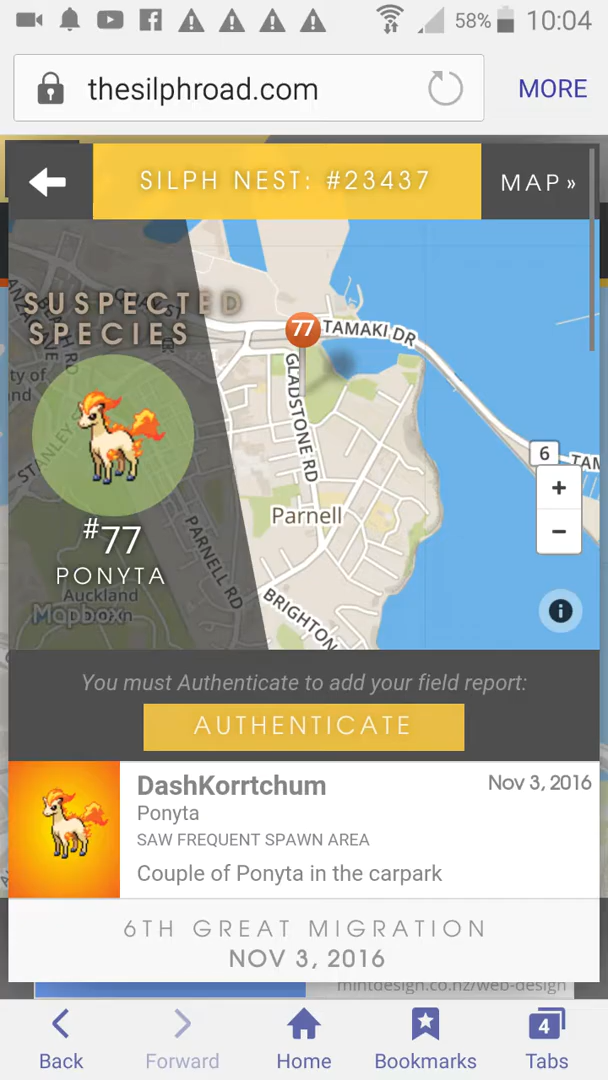 58% 10:04
thesilphroad.com
MORE
SILPH NEST: #23437
MAP »
SUSPECTED
SPECIES
77
TAMAKI DR
GLADSTONE RD
6
TAM
+
−
Parnell
STANLEY
PARNELL RD
BRIGHTON
#77
PONYTA
Auckland
Mapbox
You must Authenticate to add your field report:
AUTHENTICATE
DashKorrtchum
Nov 3, 2016
Ponyta
SAW FREQUENT SPAWN AREA
Couple of Ponyta in the carpark
6TH GREAT MIGRATION
NOV 3, 2016
mintdesign.co.nz/web-design
4
Back
Forward
Home
Bookmarks
Tabs